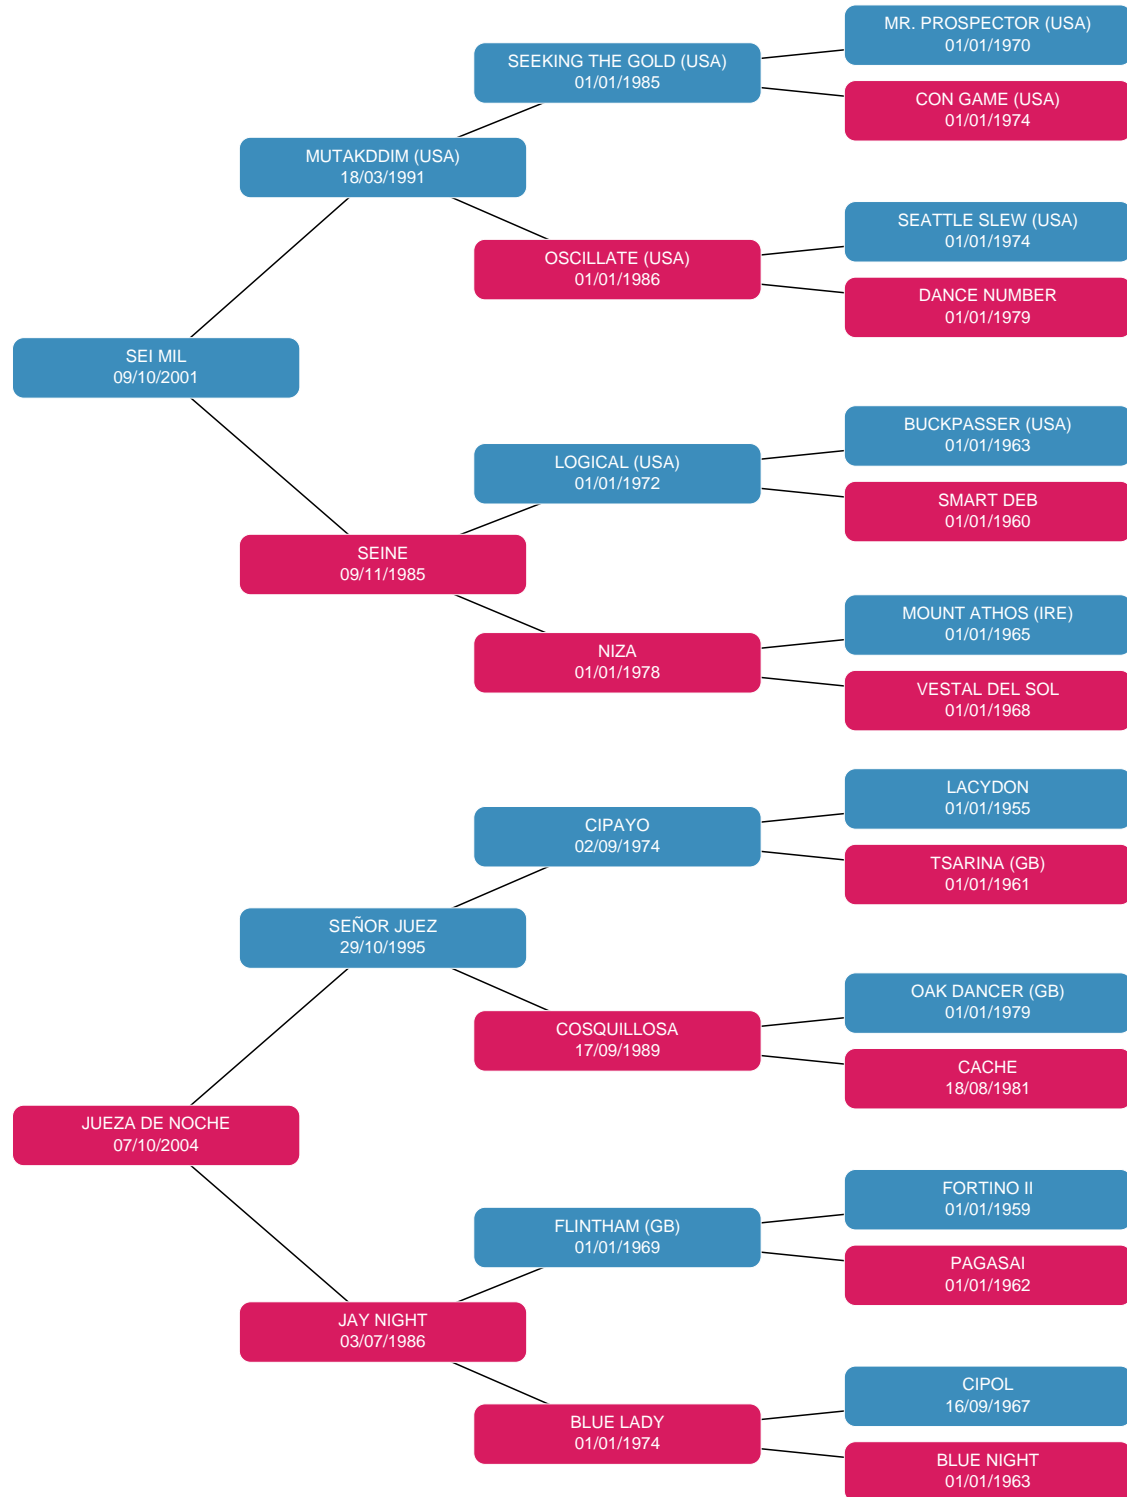 MR. PROSPECTOR (USA)
01/01/1970
SEEKING THE GOLD (USA)
01/01/1985
CON GAME (USA)
01/01/1974
MUTAKDDIM (USA)
18/03/1991
SEATTLE SLEW (USA)
01/01/1974
OSCILLATE (USA)
01/01/1986
DANCE NUMBER
01/01/1979
SEI MIL
09/10/2001
BUCKPASSER (USA)
01/01/1963
LOGICAL (USA)
01/01/1972
SMART DEB
01/01/1960
SEINE
09/11/1985
MOUNT ATHOS (IRE)
01/01/1965
NIZA
01/01/1978
VESTAL DEL SOL
01/01/1968
LACYDON
01/01/1955
CIPAYO
02/09/1974
TSARINA (GB)
01/01/1961
SEÑOR JUEZ
29/10/1995
OAK DANCER (GB)
01/01/1979
COSQUILLOSA
17/09/1989
CACHE
18/08/1981
JUEZA DE NOCHE
07/10/2004
FORTINO II
01/01/1959
FLINTHAM (GB)
01/01/1969
PAGASAI
01/01/1962
JAY NIGHT
03/07/1986
CIPOL
16/09/1967
BLUE LADY
01/01/1974
BLUE NIGHT
01/01/1963